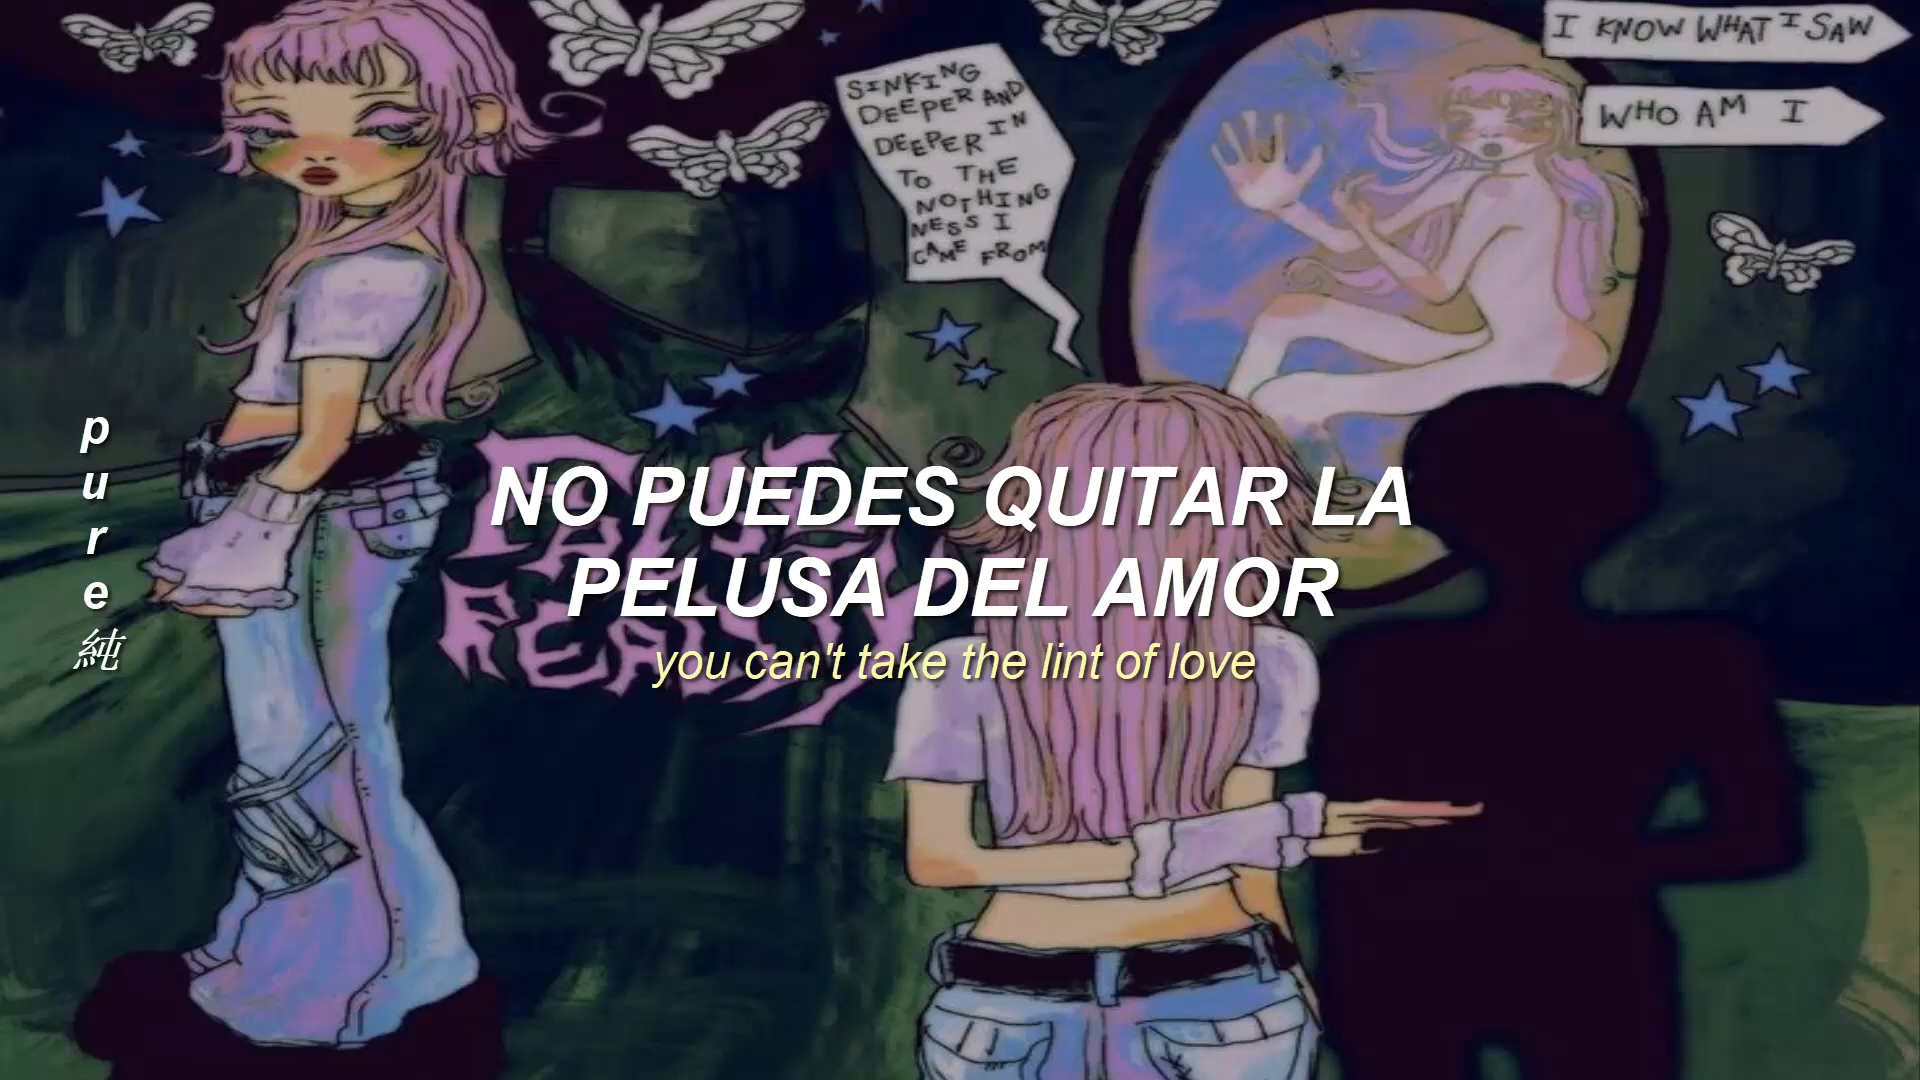 I KNOW WHAT I SAW
WHO AM I
SINKING
DEEPER AND
DEEPER IN
TO THE
NOTHING
NESS I
CAME FROM
p
u
r
e
純
NO PUEDES QUITAR LA
PELUSA DEL AMOR
you can't take the lint of love
REALITY